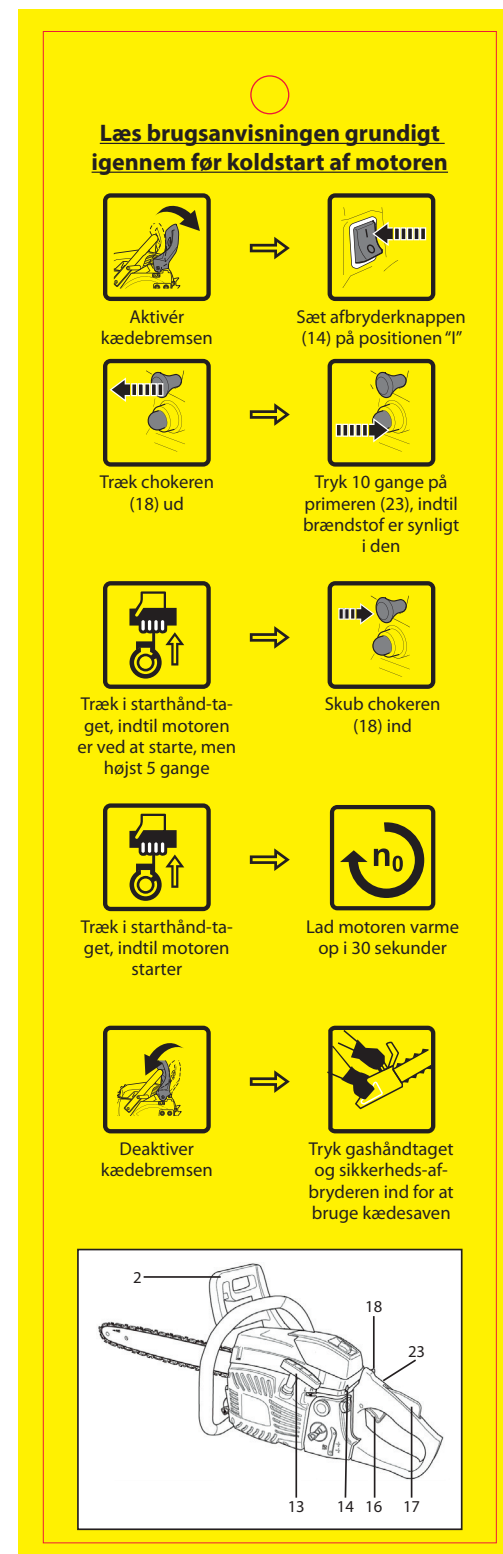 Læs brugsanvisningen grundigt
igennem før koldstart af motoren
Aktivér
kædebremsen
I
O
Sæt afbryderknappen
(14) på positionen “I”
Træk chokeren
(18) ud
Tryk 10 gange på
primeren (23), indtil
brændstof er synligt
i den
Træk i starthånd-ta-
get, indtil motoren
er ved at starte, men
højst 5 gange
Skub chokeren
(18) ind
Træk i starthånd-ta-
get, indtil motoren
starter
n0
Lad motoren varme
op i 30 sekunder
Deaktiver
kædebremsen
Tryk gashåndtaget
og sikkerheds-af-
bryderen ind for at
bruge kædesaven
2
18
23
13
14
16
17